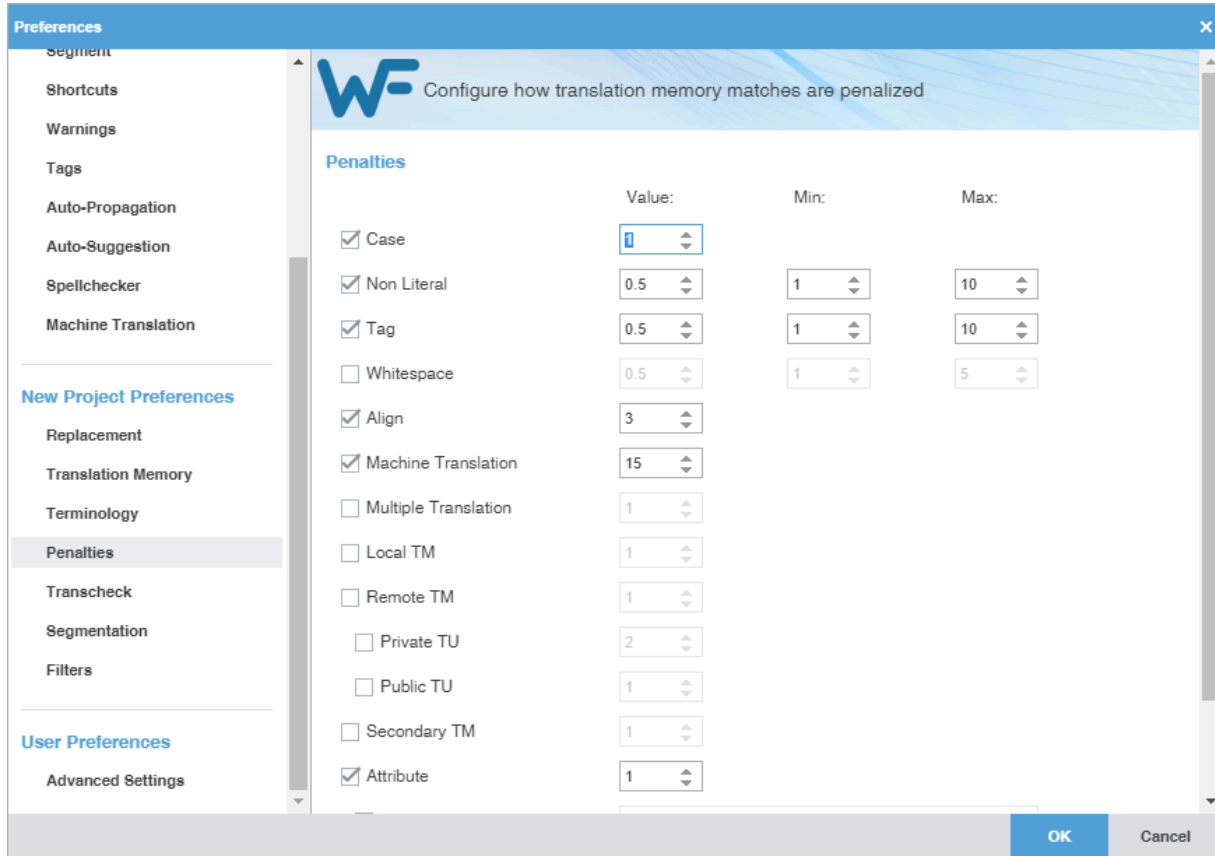 Preferences
Segment
Shortcuts
Warnings
Tags
Auto-Propagation
Auto-Suggestion
Spellchecker
Machine Translation
New Project Preferences
Replacement
Translation Memory
Terminology
Penalties
Transcheck
Segmentation
Filters
User Preferences
Advanced Settings
WF Configure how translation memory matches are penalized
Penalties
Value: Min: Max:
Case 1
Non Literal 0.5 1 10
Tag 0.5 1 10
Whitespace 0.5 1 5
Align 3
Machine Translation 15
Multiple Translation 1
Local TM 1
Remote TM 1
Private TU 2
Public TU 1
Secondary TM 1
Attribute 1
OK Cancel